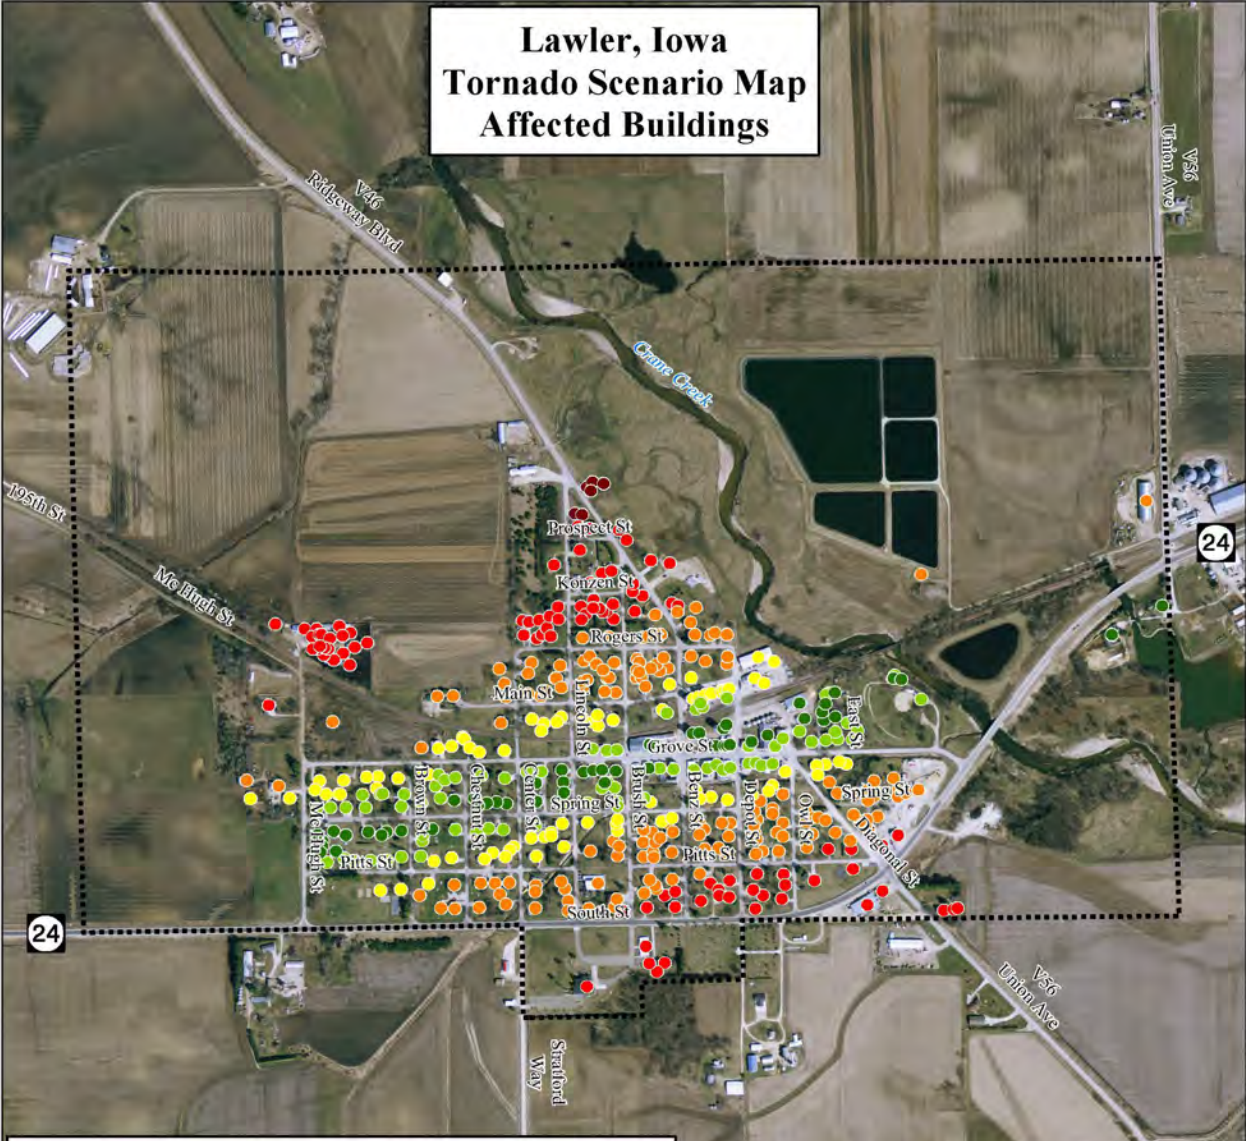 Lawler, Iowa
Tornado Scenario Map
Affected Buildings
V46
Ridgeway Blvd
V56
Union Ave
Crane Creek
195th St
Mc Hugh St
24
Prospect St
Konzen St
Rogers St
Main St
Lincoln St
East St
Grove St
Brown St
Chestnut St
Center St
Spring St
Brush St
Benz St
Depot St
Owl St
Spring St
Diagonal St
Mc Hugh St
Pitts St
Pitts St
South St
24
V56
Union Ave
Stratford
Way